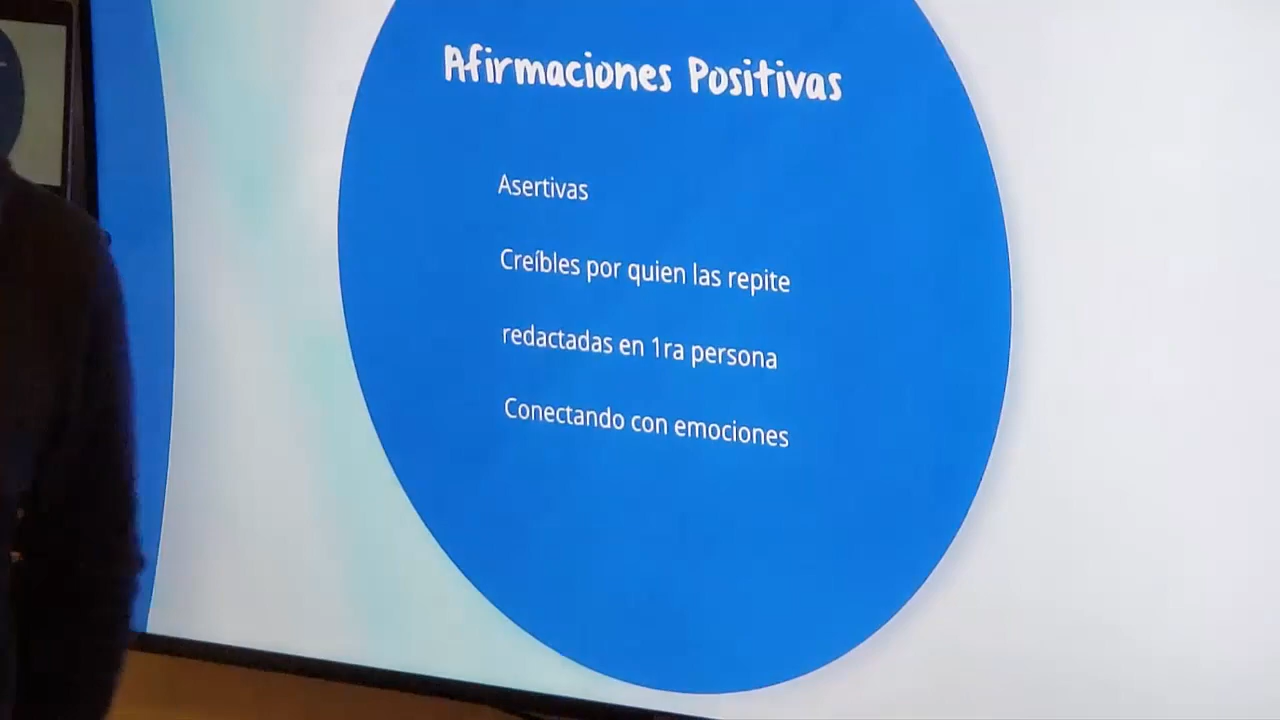 Afirmaciones Positivas
Asertivas
Creíbles por quien las repite
redactadas en 1ra persona
Conectando con emociones